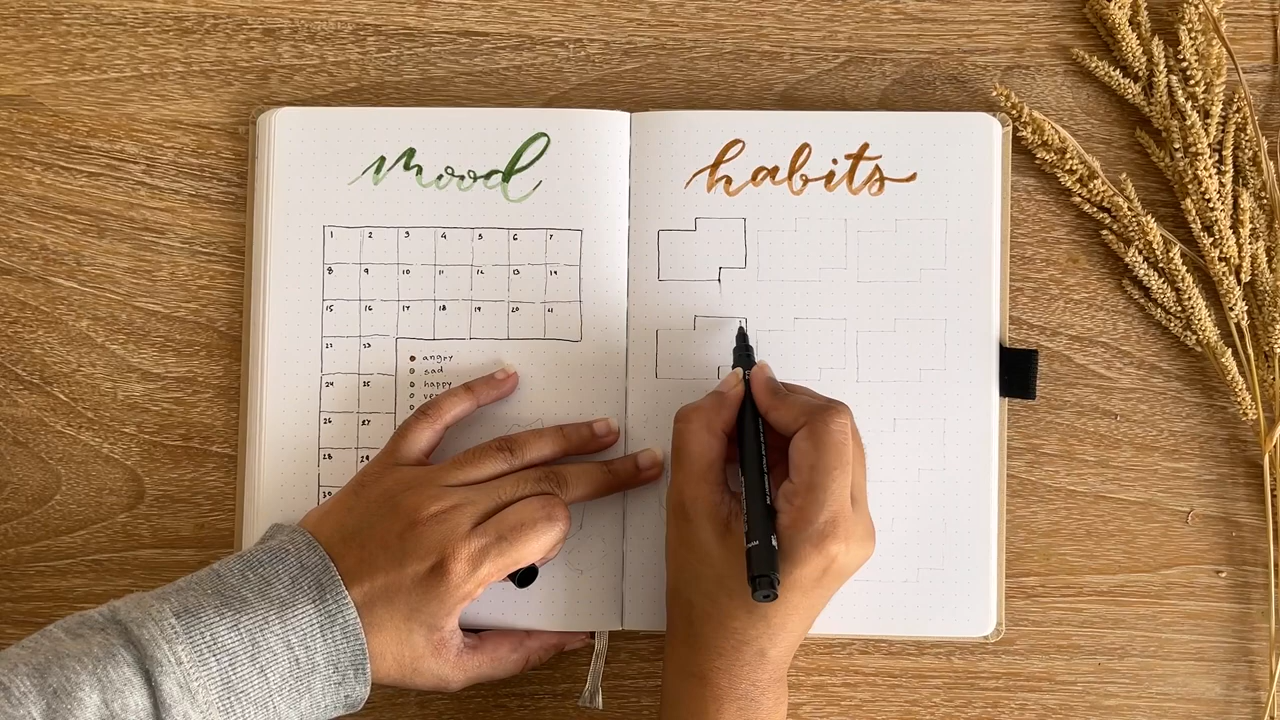 mood
1 2 3 4 5 6 7
8 9 10 11 12 13 14
15 16 17 18 19 20 21
22 23
24 25
26 27
28 29
30
angry
sad
happy
habits